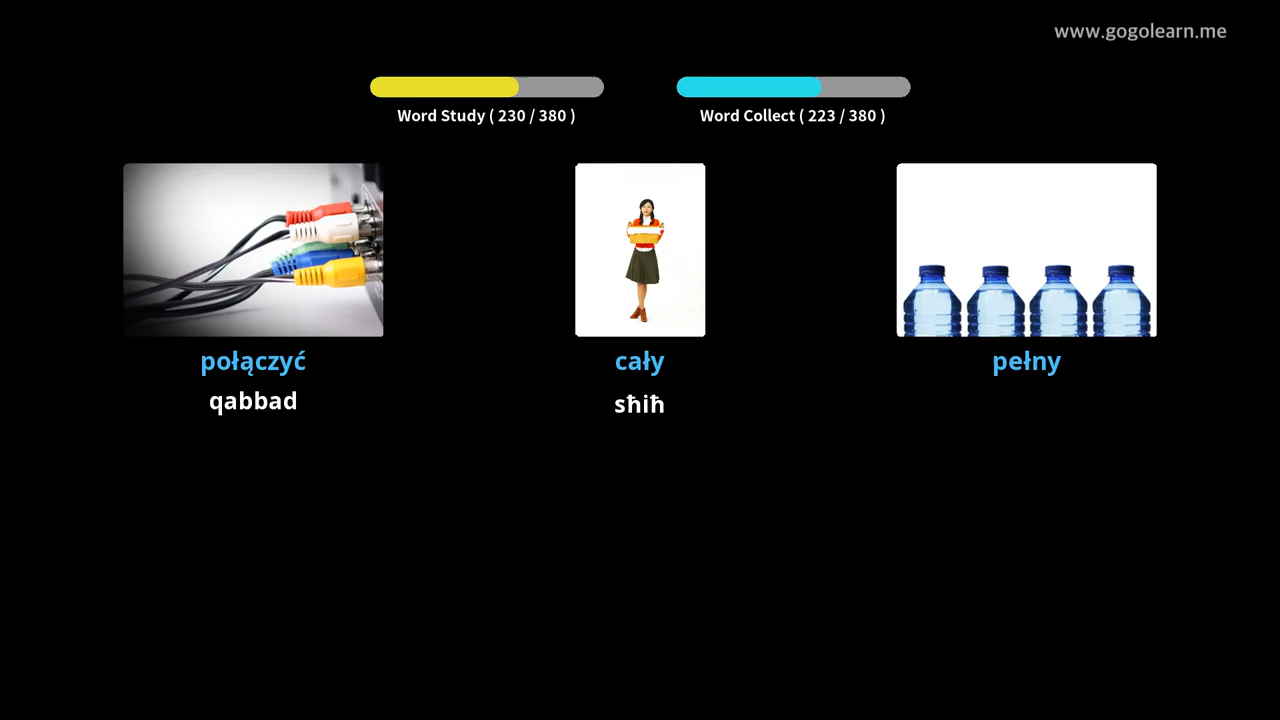 www.gogolearn.me
Word Study ( 230 / 380 )
Word Collect ( 223 / 380 )
połączyć
cały
pełny
qabbad
sħiħ